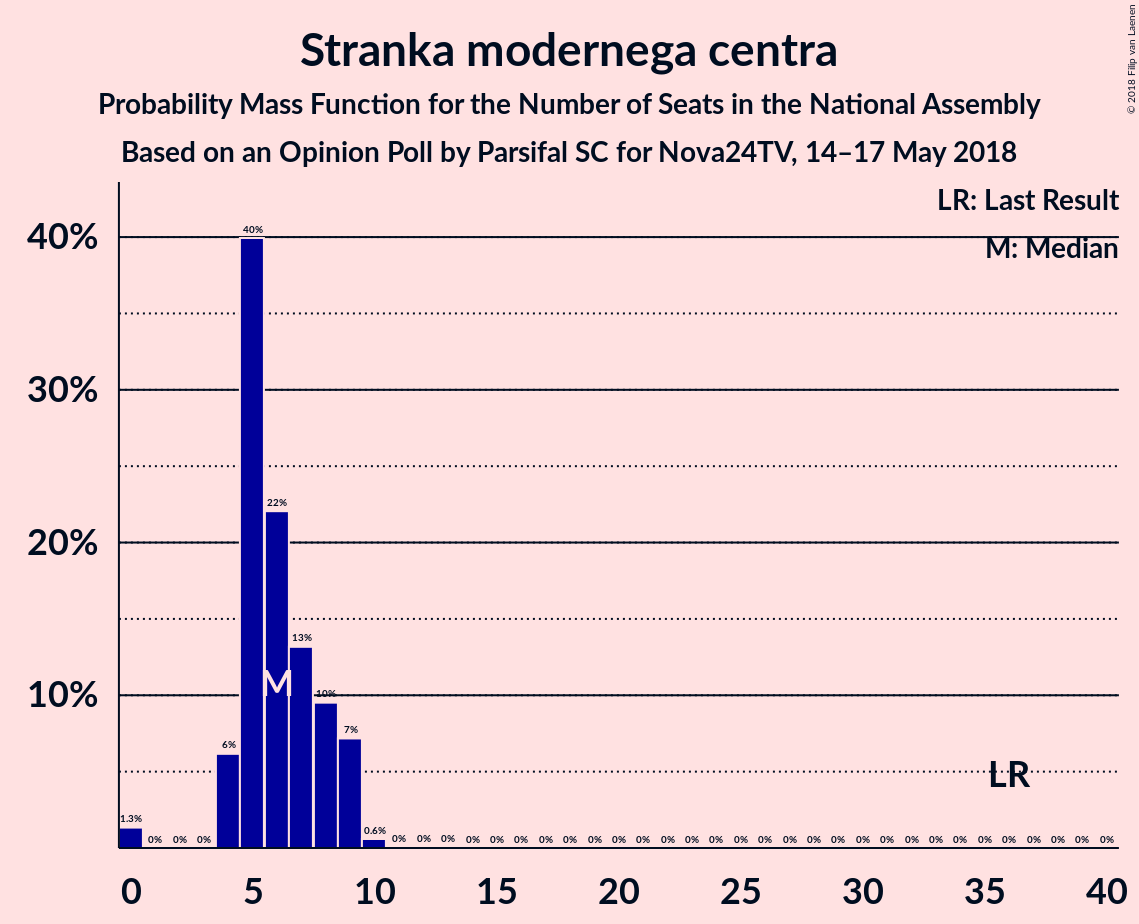 Stranka modernega centra
Probability Mass Function for the Number of Seats in the National Assembly
Based on an Opinion Poll by Parsifal SC for Nova24TV, 14–17 May 2018
© 2018 Filip van Laenen
LR: Last Result
M: Median
40%
30%
20%
10%
1.3% 0% 0% 0% 6% 40% 22% 13% 10% 7% 0.6% 0% 0% 0% 0% 0% 0% 0% 0% 0% 0% 0% 0% 0% 0% 0% 0% 0% 0% 0% 0% 0% 0% 0% 0% 0% 0% 0% 0% 0% 0%
M
LR
0 5 10 15 20 25 30 35 40